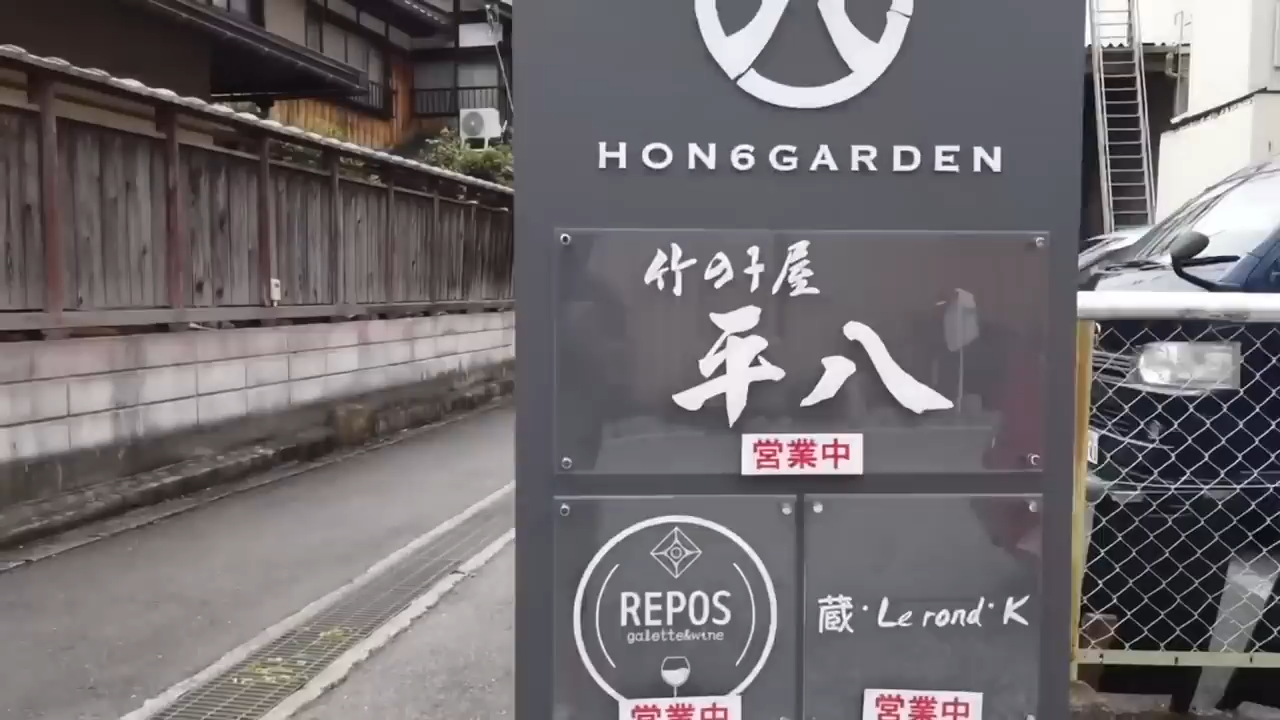 HON6GARDEN
竹の子屋
平八
営業中
REPOS
galette&wine
営業中
蔵・Le rond・K
営業中